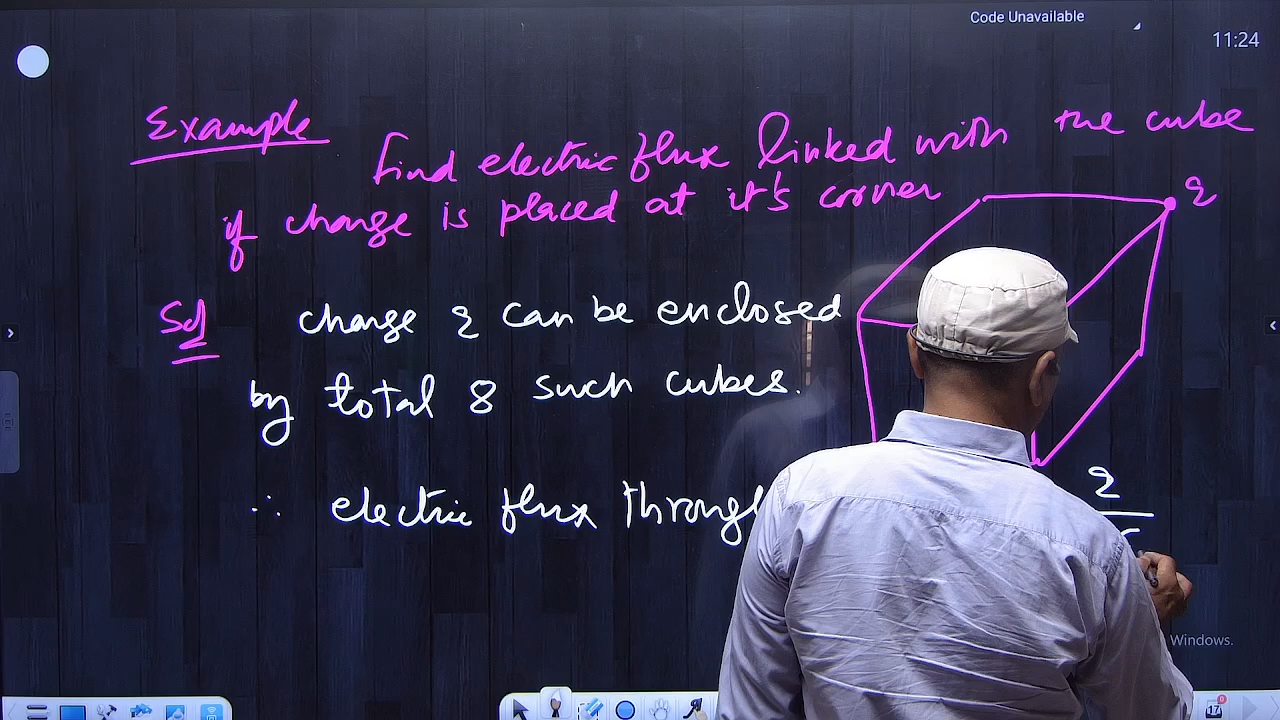 Code Unavailable
11:24
Example
Find electric flux linked with the cube
if charge is placed at it's corner
q
Sol
charge q can be enclosed
by total 8 such cubes.
∴ electric flux through
q
Windows.
17